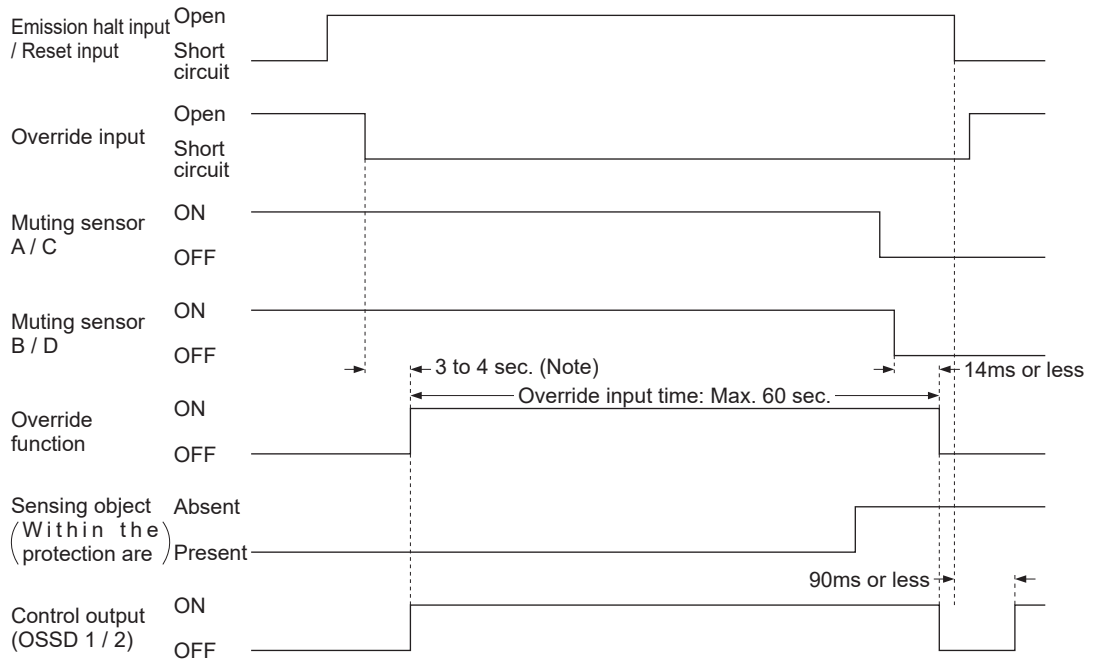 Emission halt input
/ Reset input
Open
Short
circuit
Override input
Open
Short
circuit
Muting sensor
A / C
ON
OFF
Muting sensor
B / D
ON
OFF
3 to 4 sec. (Note)
14ms or less
Override input time: Max. 60 sec.
Override
function
ON
OFF
Sensing object
(Within the
protection are )
Absent
Present
90ms or less
Control output
(OSSD 1 / 2)
ON
OFF